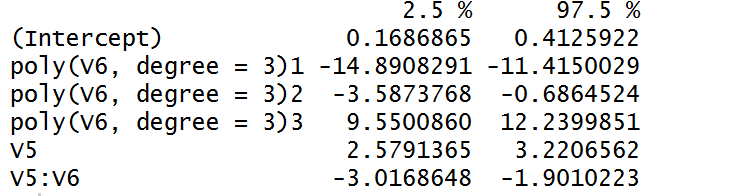 2.5 % 97.5 %
(Intercept) 0.1686865 0.4125922
poly(V6, degree = 3)1 -14.8908291 -11.4150029
poly(V6, degree = 3)2 -3.5873768 -0.6864524
poly(V6, degree = 3)3 9.5500860 12.2399851
V5 2.5791365 3.2206562
V5:V6 -3.0168648 -1.9010223